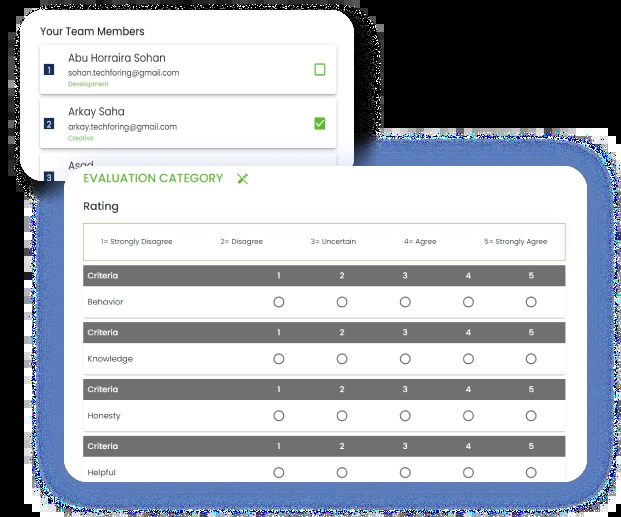 Your Team Members
1
Abu Horraira Sohan
sohan.techforing@gmail.com
Development
2
Arkay Saha
arkay.techforing@gmail.com
Creative
3
Asad
EVALUATION CATEGORY
Rating
1= Strongly Disagree 2= Disagree 3= Uncertain 4= Agree 5= Strongly Agree
Criteria 1 2 3 4 5
Behavior
Criteria 1 2 3 4 5
Knowledge
Criteria 1 2 3 4 5
Honesty
Criteria 1 2 3 4 5
Helpful